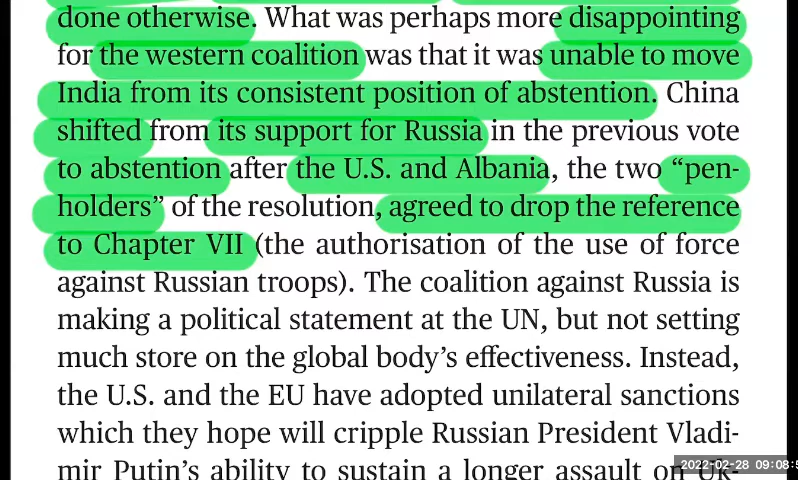 done otherwise. What was perhaps more disappointing
for the western coalition was that it was unable to move
India from its consistent position of abstention. China
shifted from its support for Russia in the previous vote
to abstention after the U.S. and Albania, the two “pen-
holders” of the resolution, agreed to drop the reference
to Chapter VII (the authorisation of the use of force
against Russian troops). The coalition against Russia is
making a political statement at the UN, but not setting
much store on the global body’s effectiveness. Instead,
the U.S. and the EU have adopted unilateral sanctions
which they hope will cripple Russian President Vladi-
mir Putin’s ability to sustain a longer assault on Uk-
2022-02-28 09:08:5